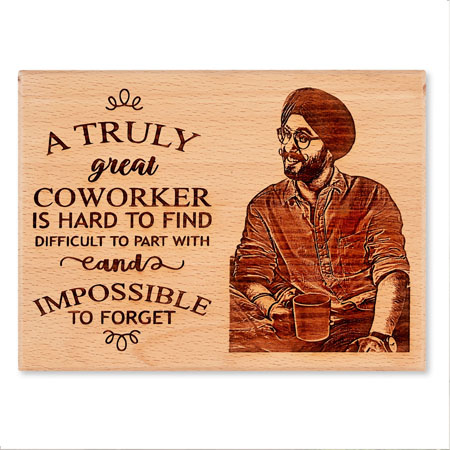 A TRULY
great
COWORKER
IS HARD TO FIND
DIFFICULT TO PART WITH
and
IMPOSSIBLE
TO FORGET